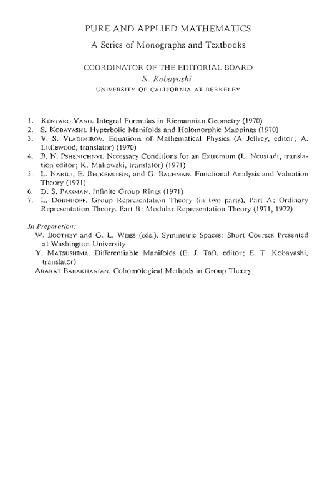 PURE AND APPLIED MATHEMATICS
A Series of Monographs and Textbooks
COORDINATOR OF THE EDITORIAL BOARD
S. Kobayashi
UNIVERSITY OF CALIFORNIA AT BERKELEY
1. KENTARO YANO. Integral Formulas in Riemannian Geometry (1970)
2. S. KOBAYASHI. Hyperbolic Manifolds and Holomorphic Mappings (1970)
3. V. S. VLADIMIROV. Equations of Mathematical Physics (A. Jeffrey, editor; A.
Littlewood, translator) (1970)
4. B. N. PSHENICHNYI. Necessary Conditions for an Extremum (L. Neustadt, transla-
tion editor; K. Makowski, translator) (1971)
5. L. NARICI, E. BECKENSTEIN, and G. BACHMAN. Functional Analysis and Valuation
Theory (1971)
6. D. S. PASSMAN. Infinite Group Rings (1971)
7. L. DORNHOFF. Group Representation Theory (in two parts). Part A: Ordinary
Representation Theory. Part B: Modular Representation Theory (1971, 1972)
In Preparation:
W. BOOTHBY and G. L. WEISS (eds.). Symmetric Spaces: Short Courses Presented
at Washington University
Y. MATSUSHIMA. Differentiable Manifolds (E. J. Taft, editor; E. T. Kobayashi,
translator)
ARARAT BABAKHANIAN. Cohomological Methods in Group Theory